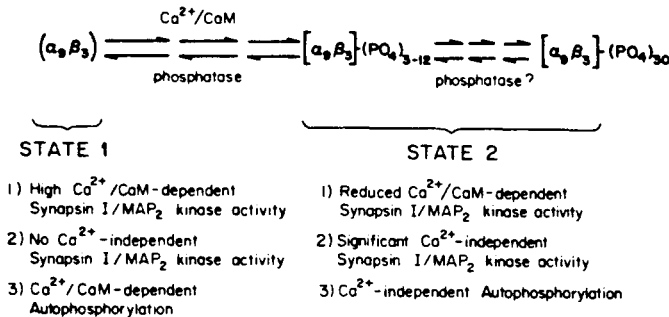 Ca²⁺/CaM
(α₉β₃) [α₉β₃]-(PO₄)₃₋₁₂ [α₉β₃]-(PO₄)₃₀
phosphatase phosphatase ?
STATE 1
1) High Ca²⁺/CaM-dependent
Synapsin I/MAP₂ kinase activity
2) No Ca²⁺-independent
Synapsin I/MAP₂ kinase activity
3) Ca²⁺/CaM-dependent
Autophosphorylation
STATE 2
1) Reduced Ca²⁺/CaM-dependent
Synapsin I/MAP₂ kinase activity
2) Significant Ca²⁺-independent
Synapsin I/MAP₂ kinase activity
3) Ca²⁺-independent Autophosphorylation